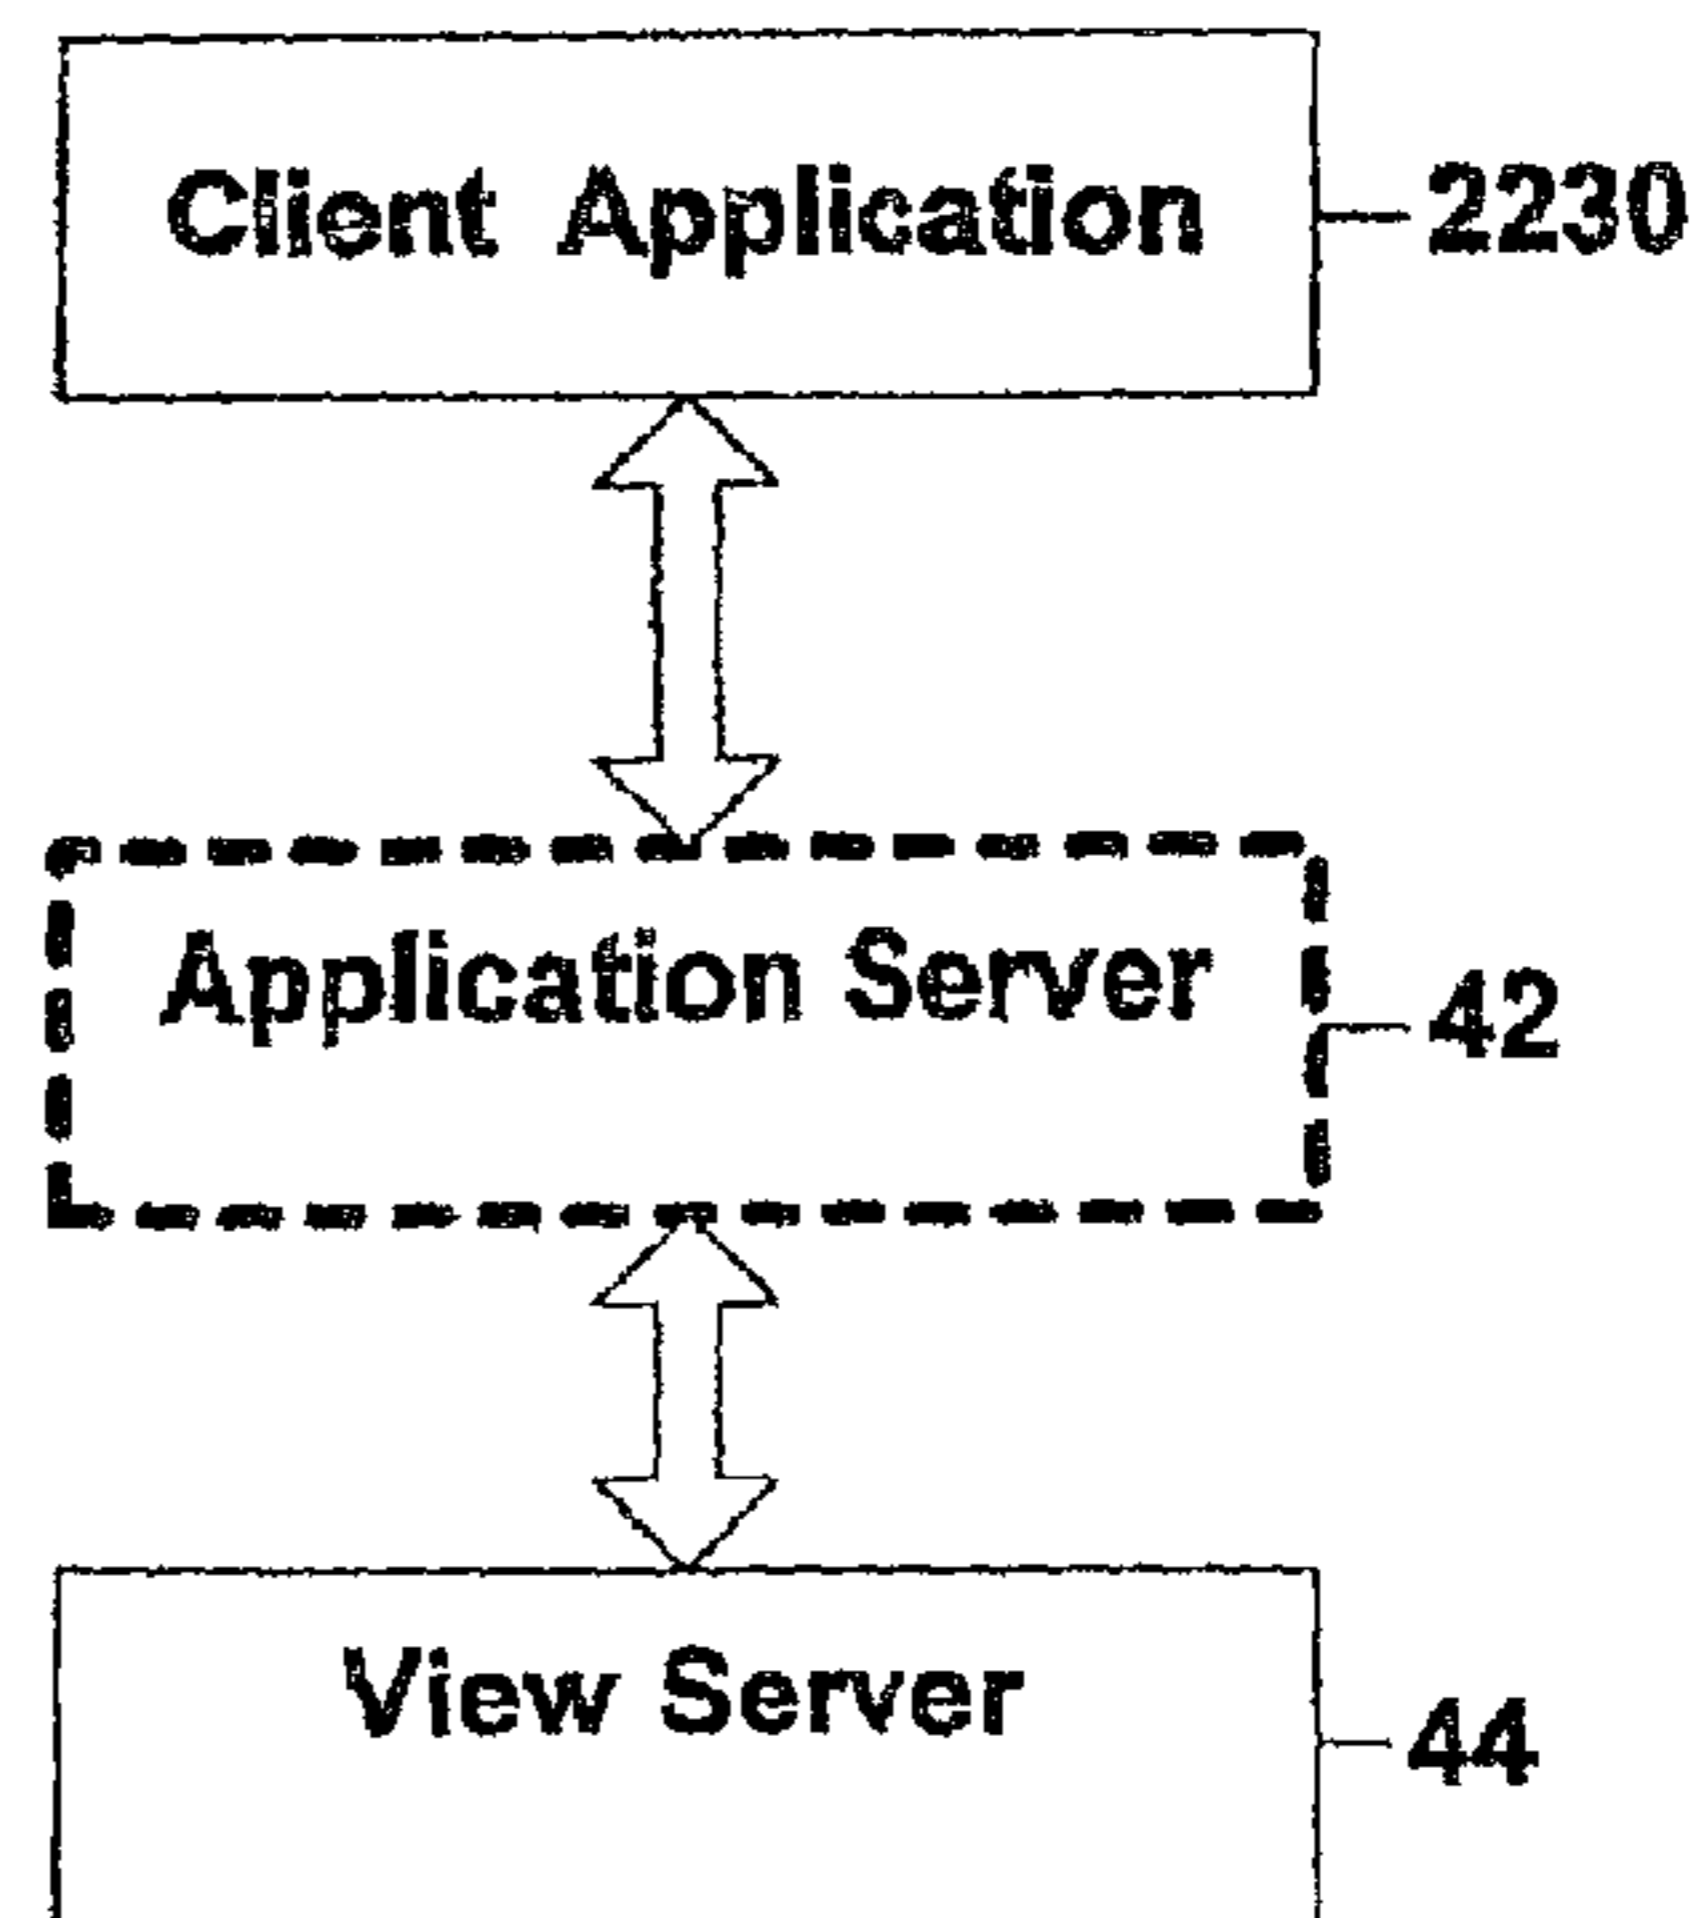 Client Application
2230
Application Server
42
View Server
44